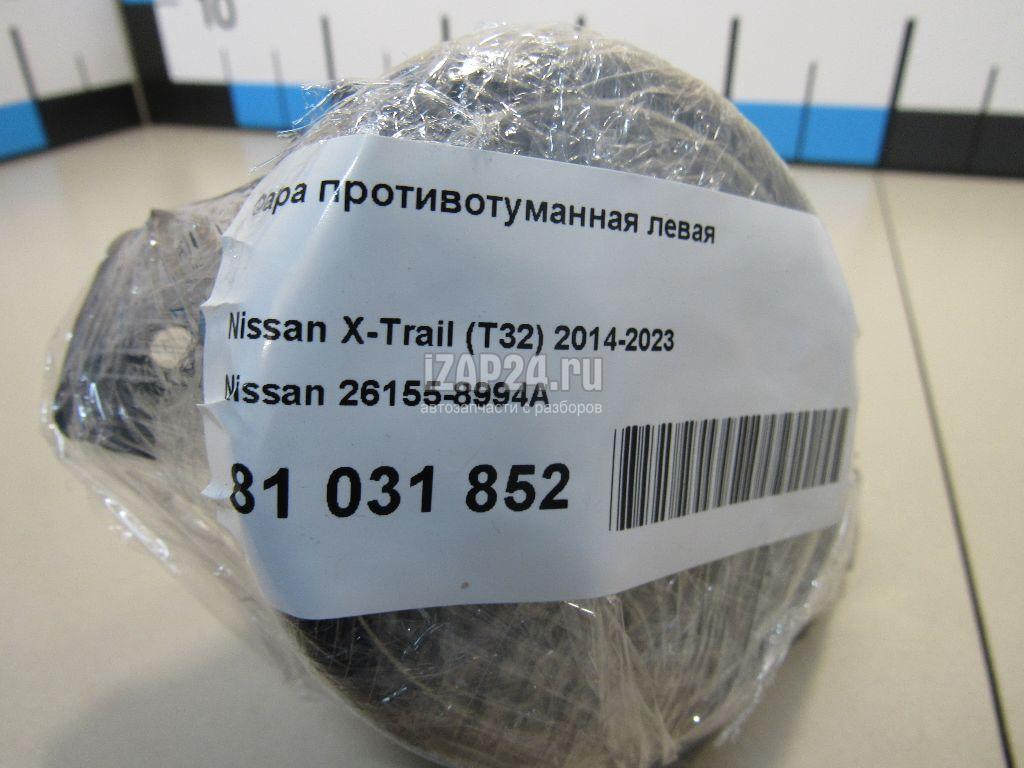 10
фара противотуманная левая
Nissan X-Trail (T32) 2014-2023
iZAP24.ru
Nissan 26155-8994A
автозапчасти с разборов
81 031 852